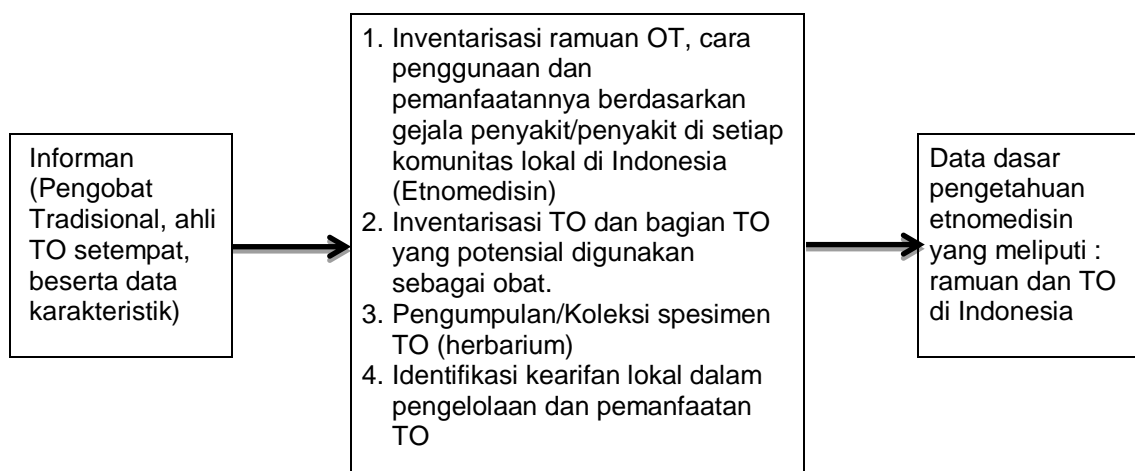 Informan
(Pengobat
Tradisional, ahli
TO setempat,
beserta data
karakteristik)
1. Inventarisasi ramuan OT, cara
penggunaan dan
pemanfaatannya berdasarkan
gejala penyakit/penyakit di setiap
komunitas lokal di Indonesia
(Etnomedisin)
2. Inventarisasi TO dan bagian TO
yang potensial digunakan
sebagai obat.
3. Pengumpulan/Koleksi spesimen
TO (herbarium)
4. Identifikasi kearifan lokal dalam
pengelolaan dan pemanfaatan
TO
Data dasar
pengetahuan
etnomedisin
yang meliputi :
ramuan dan TO
di Indonesia